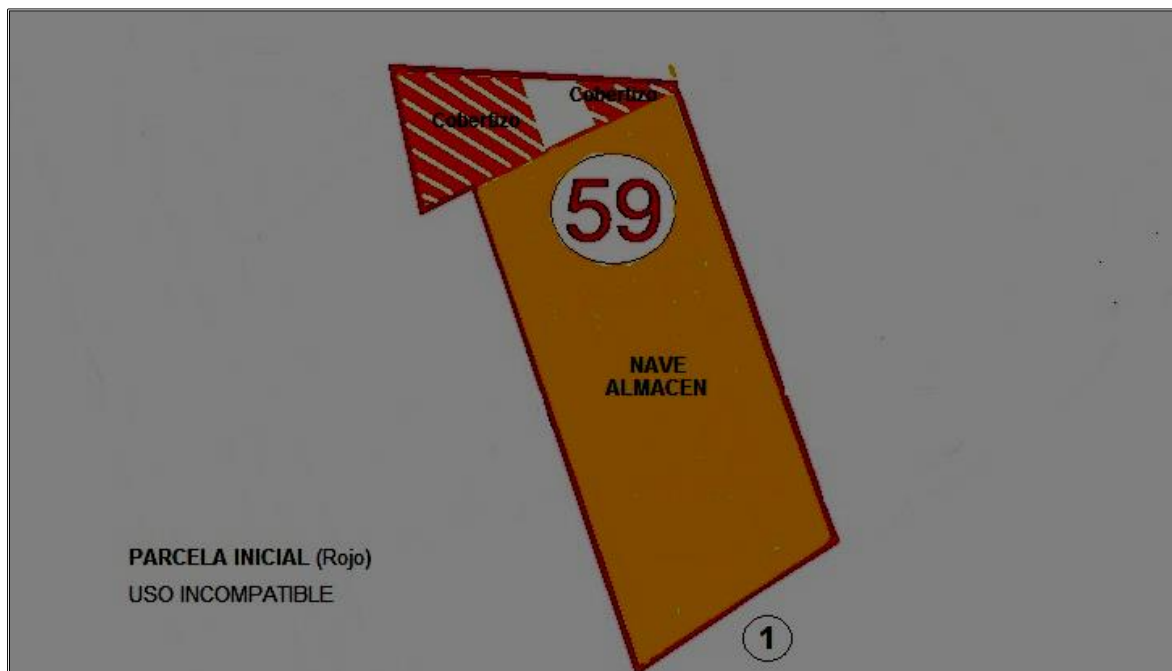 Cobertizo
Cobertizo
59
NAVE
ALMACEN
PARCELA INICIAL (Rojo)
USO INCOMPATIBLE
1